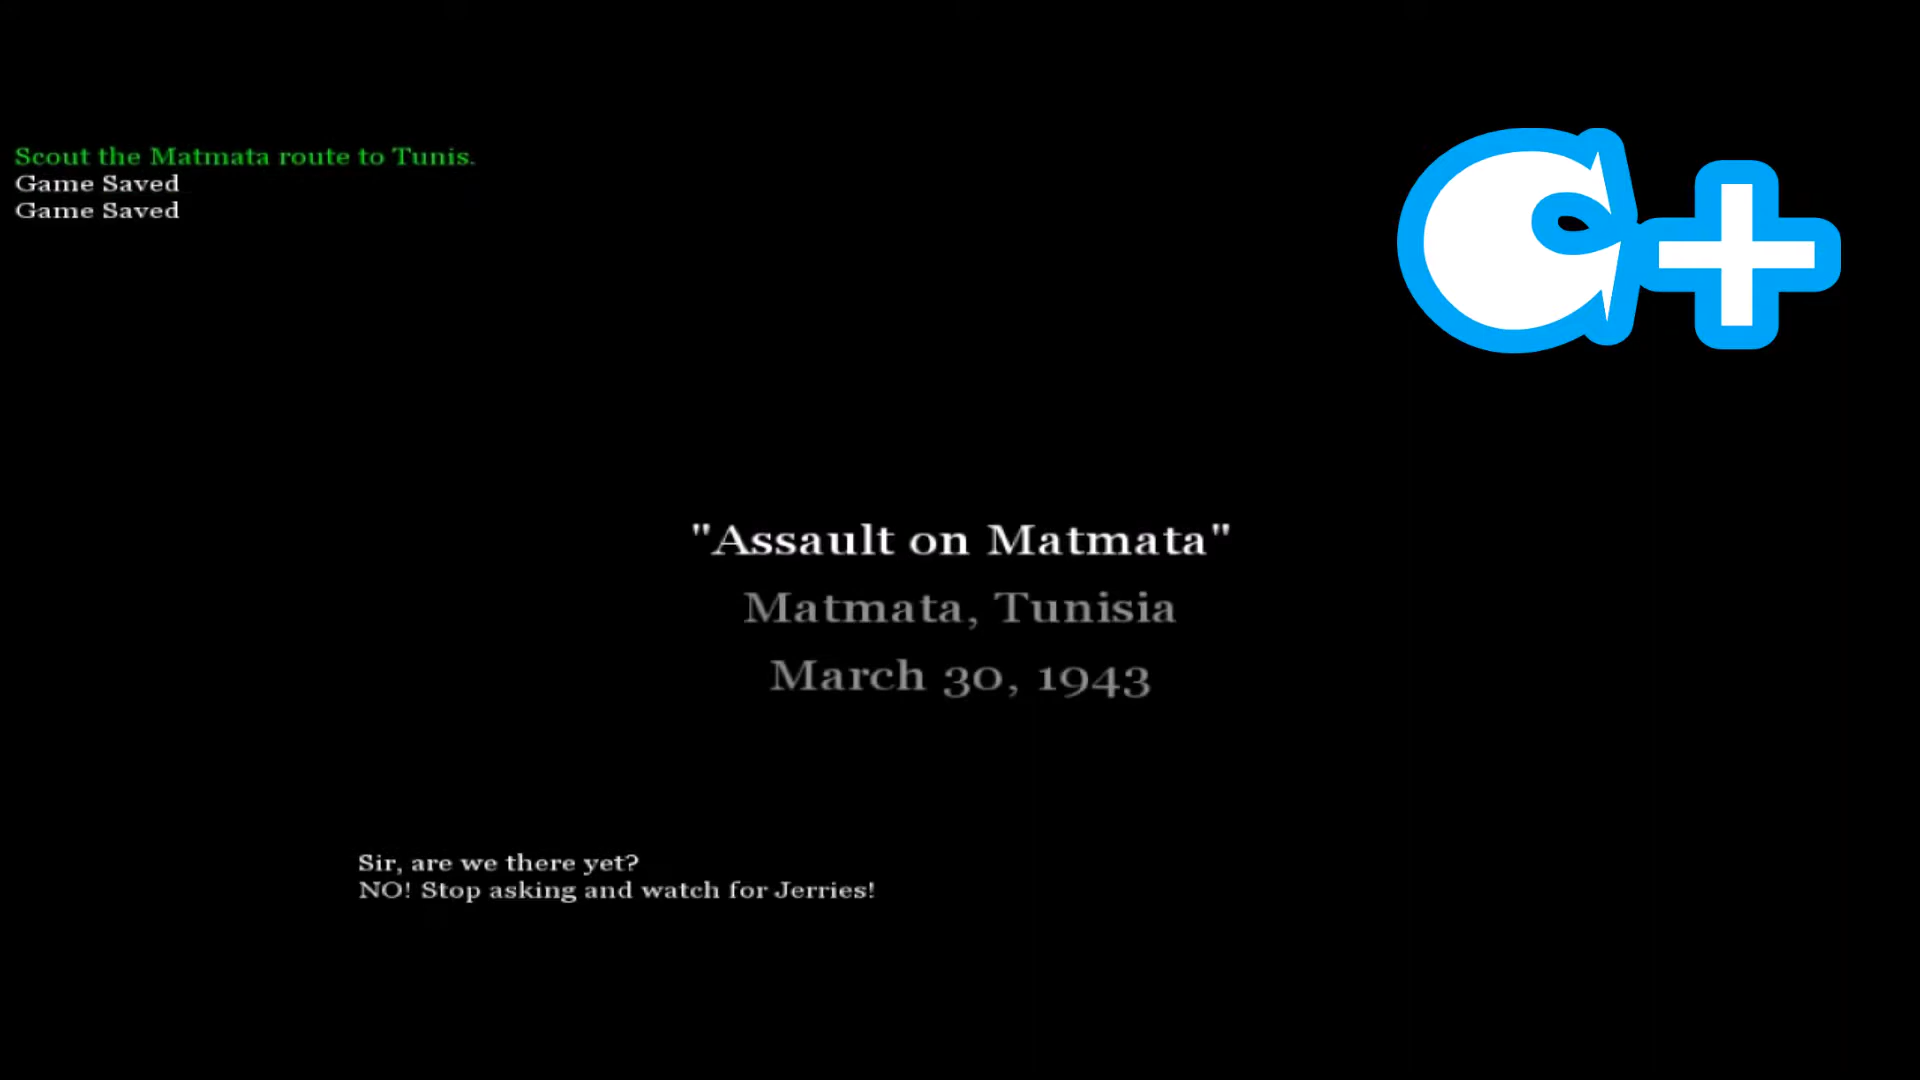 Scout the Matmata route to Tunis.
Game Saved
Game Saved
"Assault on Matmata"
Matmata, Tunisia
March 30, 1943
Sir, are we there yet?
NO! Stop asking and watch for Jerries!